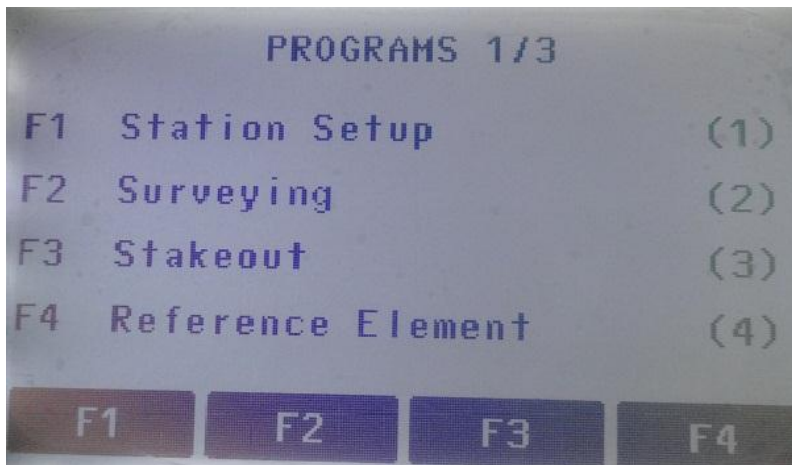 PROGRAMS 1/3
F1 Station Setup (1)
F2 Surveying (2)
F3 Stakeout (3)
F4 Reference Element (4)
F1 F2 F3 F4